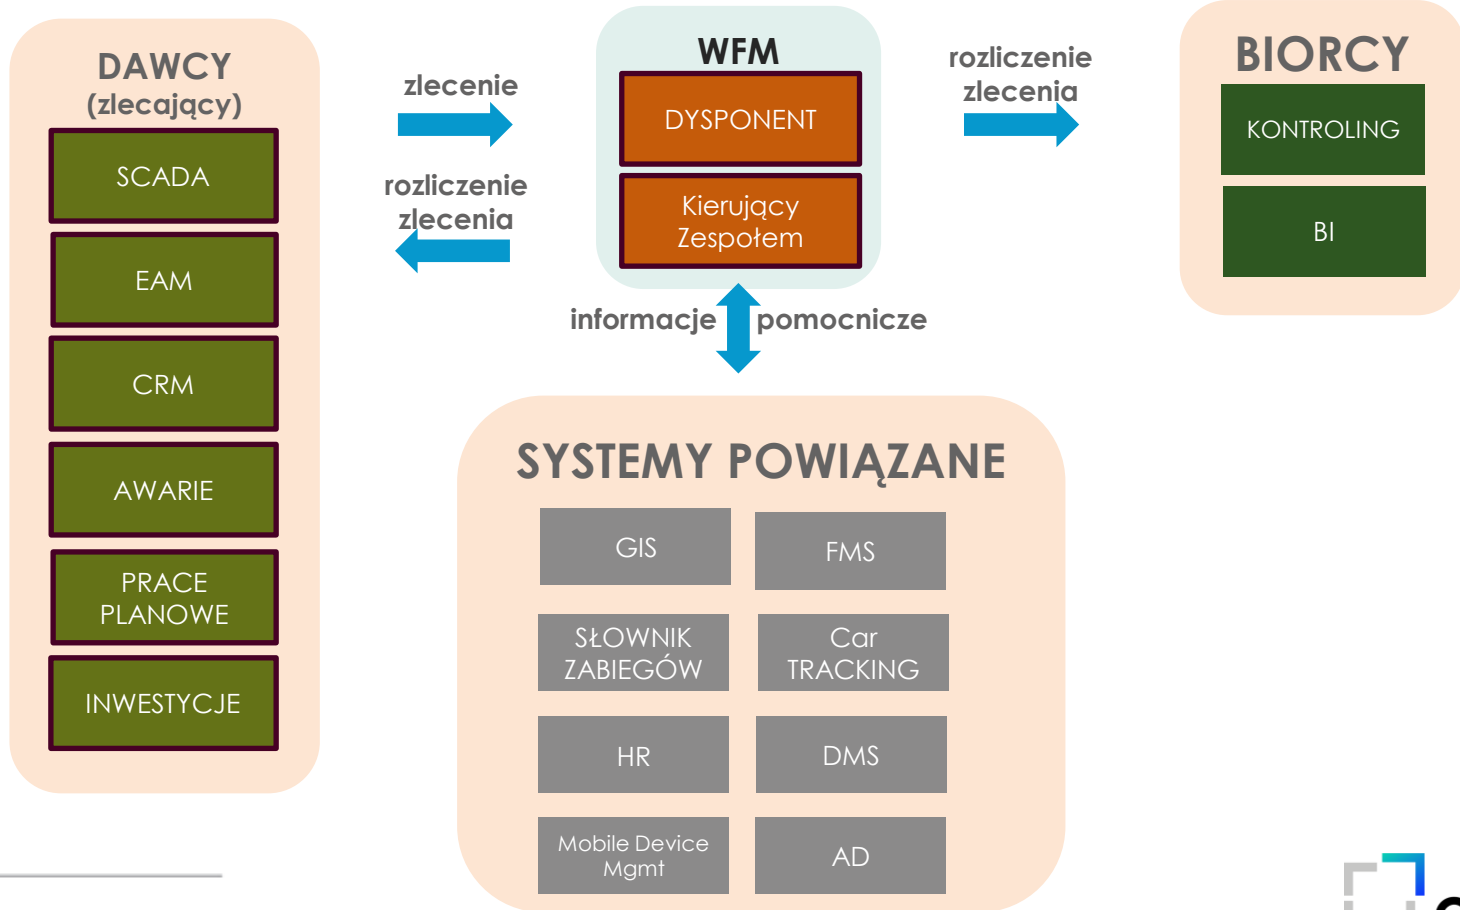 DAWCY
(zlecający)
SCADA
EAM
CRM
AWARIE
PRACE
PLANOWE
INWESTYCJE
zlecenie
rozliczenie
zlecenia
WFM
DYSPONENT
Kierujący
Zespołem
rozliczenie
zlecenia
BIORCY
KONTROLING
BI
informacje pomocnicze
SYSTEMY POWIĄZANE
GIS
FMS
SŁOWNIK
ZABIEGÓW
Car
TRACKING
HR
DMS
Mobile Device
Mgmt
AD